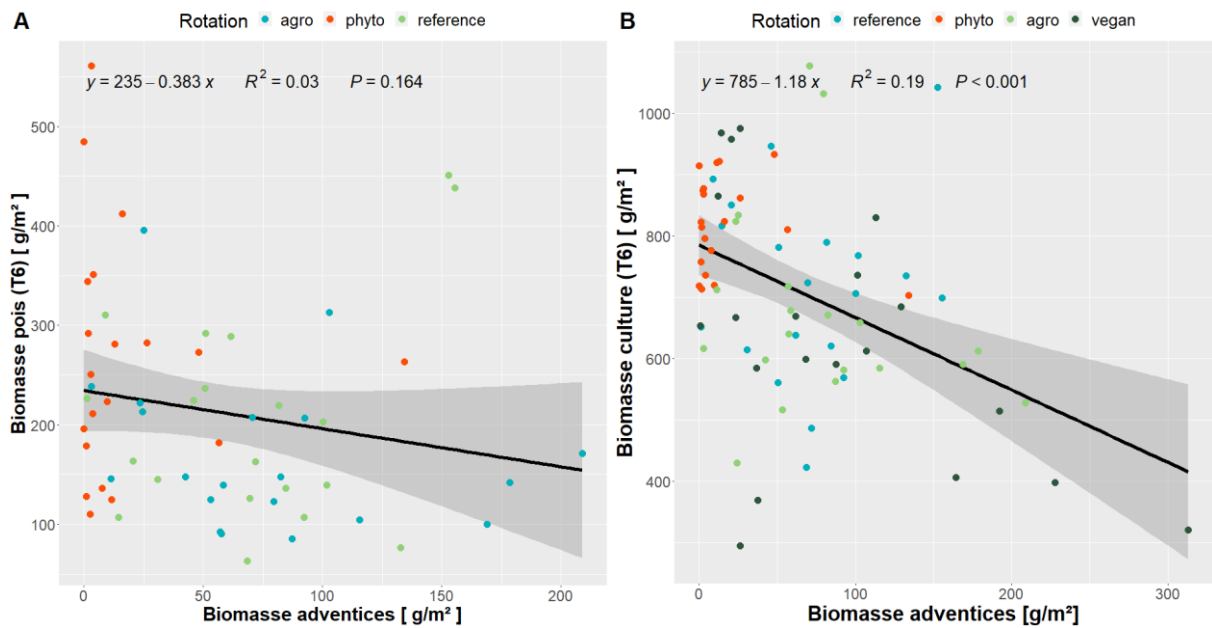 A Rotation agro phyto reference
y = 235 – 0.383 x R² = 0.03 P = 0.164
500
400
300
200
100
0 50 100 150 200
Biomasse adventices [ g/m² ]
Biomasse pois (T6) [ g/m² ]
B Rotation reference phyto agro vegan
y = 785 – 1.18 x R² = 0.19 P < 0.001
1000
800
600
400
0 100 200 300
Biomasse adventices [g/m²]
Biomasse culture (T6) [ g/m² ]